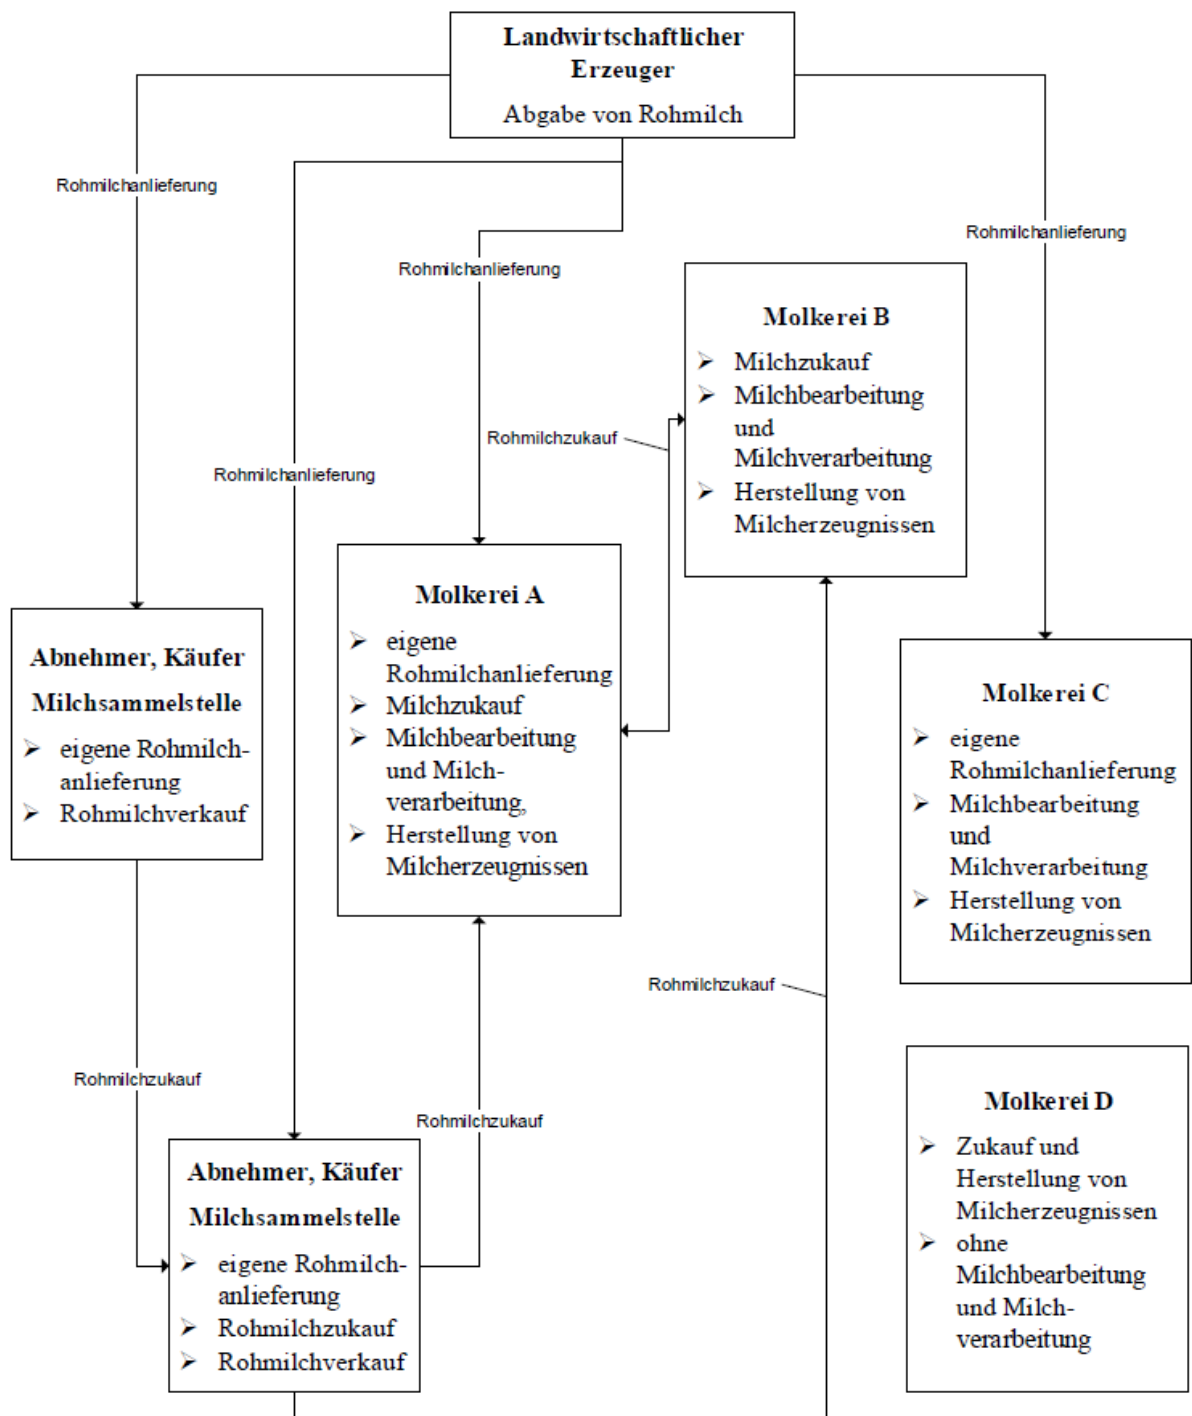 Landwirtschaftlicher
Erzeuger
Abgabe von Rohmilch
Rohmilchanlieferung
Rohmilchanlieferung
Rohmilchanlieferung
Molkerei B
➢ Milchzukauf
➢ Milchbearbeitung
und
Milchverarbeitung
➢ Herstellung von
Milcherzeugnissen
Rohmilchzukauf
Rohmilchanlieferung
Molkerei A
➢ eigene
Rohmilchanlieferung
➢ Milchzukauf
➢ Milchbearbeitung
und Milch-
verarbeitung,
➢ Herstellung von
Milcherzeugnissen
Abnehmer, Käufer
Milchsammelstelle
➢ eigene Rohmilch-
anlieferung
➢ Rohmilchverkauf
Molkerei C
➢ eigene
Rohmilchanlieferung
➢ Milchbearbeitung
und
Milchverarbeitung
➢ Herstellung von
Milcherzeugnissen
Rohmilchzukauf
Rohmilchzukauf
Rohmilchzukauf
Molkerei D
➢ Zukauf und
Herstellung von
Milcherzeugnissen
➢ ohne
Milchbearbeitung
und Milch-
verarbeitung
Abnehmer, Käufer
Milchsammelstelle
➢ eigene Rohmilch-
anlieferung
➢ Rohmilchzukauf
➢ Rohmilchverkauf